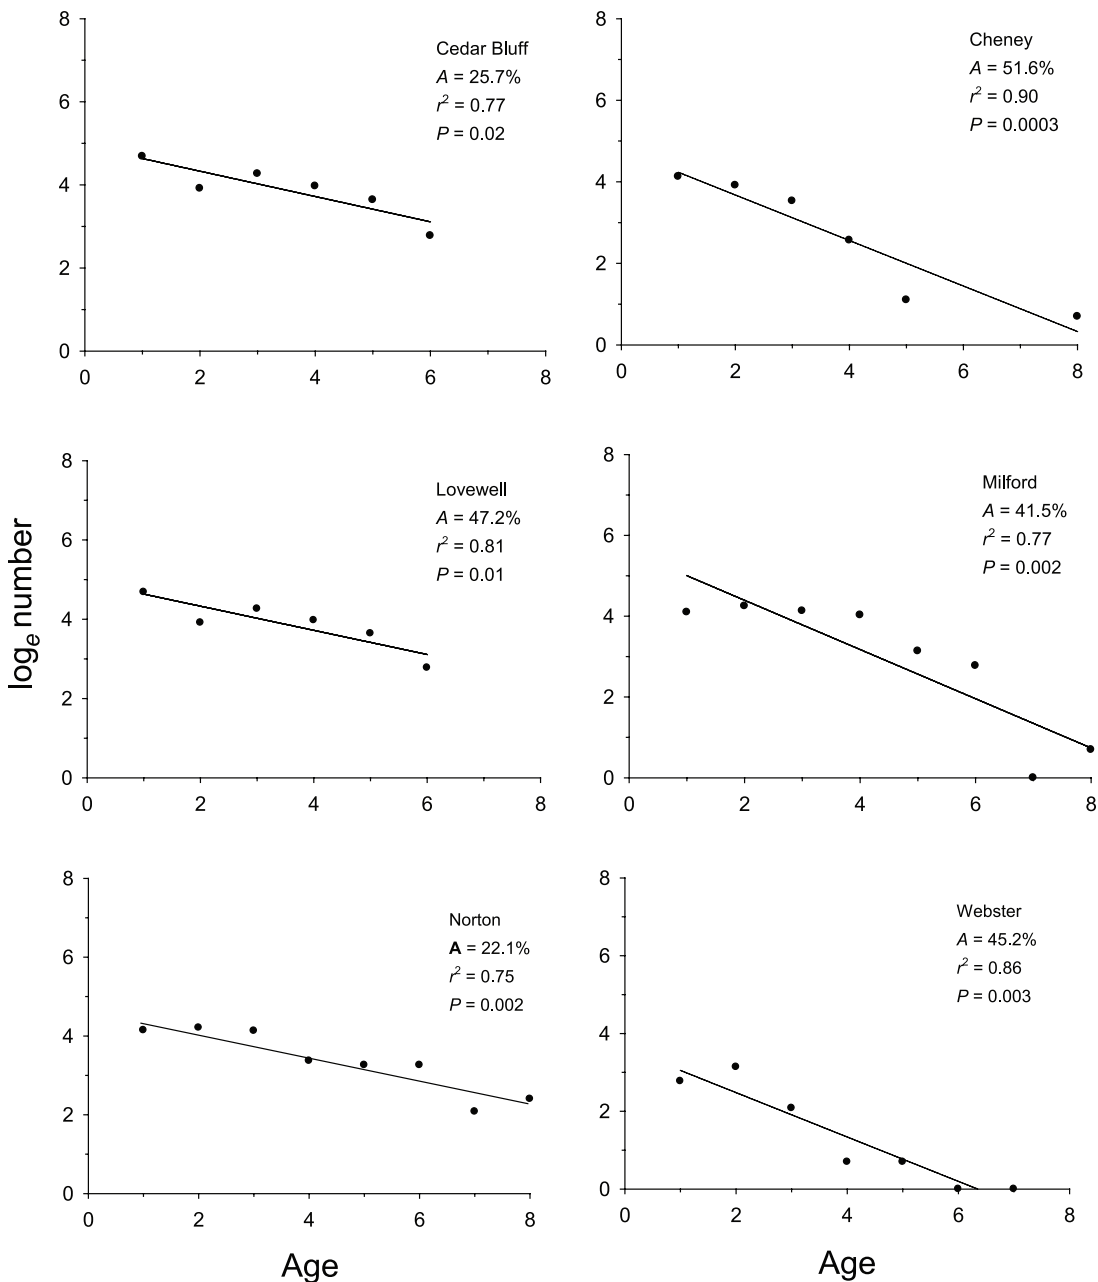 Cedar Bluff
A = 25.7%
r² = 0.77
P = 0.02
8
6
4
2
0
0 2 4 6 8
Cheney
A = 51.6%
r² = 0.90
P = 0.0003
8
6
4
2
0
0 2 4 6 8
Lovewell
A = 47.2%
r² = 0.81
P = 0.01
8
6
4
2
0
0 2 4 6 8
Milford
A = 41.5%
r² = 0.77
P = 0.002
8
6
4
2
0
0 2 4 6 8
logₑ number
Norton
A = 22.1%
r² = 0.75
P = 0.002
8
6
4
2
0
0 2 4 6 8
Age
Webster
A = 45.2%
r² = 0.86
P = 0.003
8
6
4
2
0
0 2 4 6 8
Age